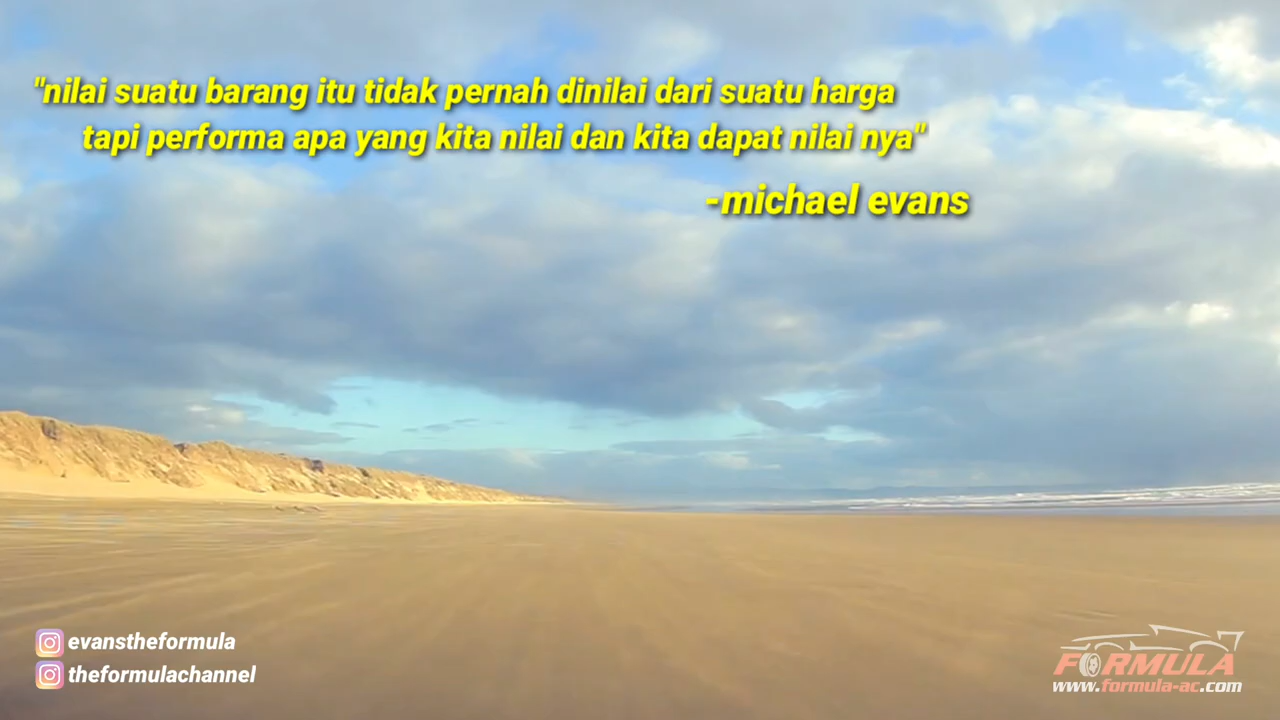 "nilai suatu barang itu tidak pernah dinilai dari suatu harga
tapi performa apa yang kita nilai dan kita dapat nilai nya"
-michael evans
evanstheformula
theformulachannel
FORMULA
www.formula-ac.com